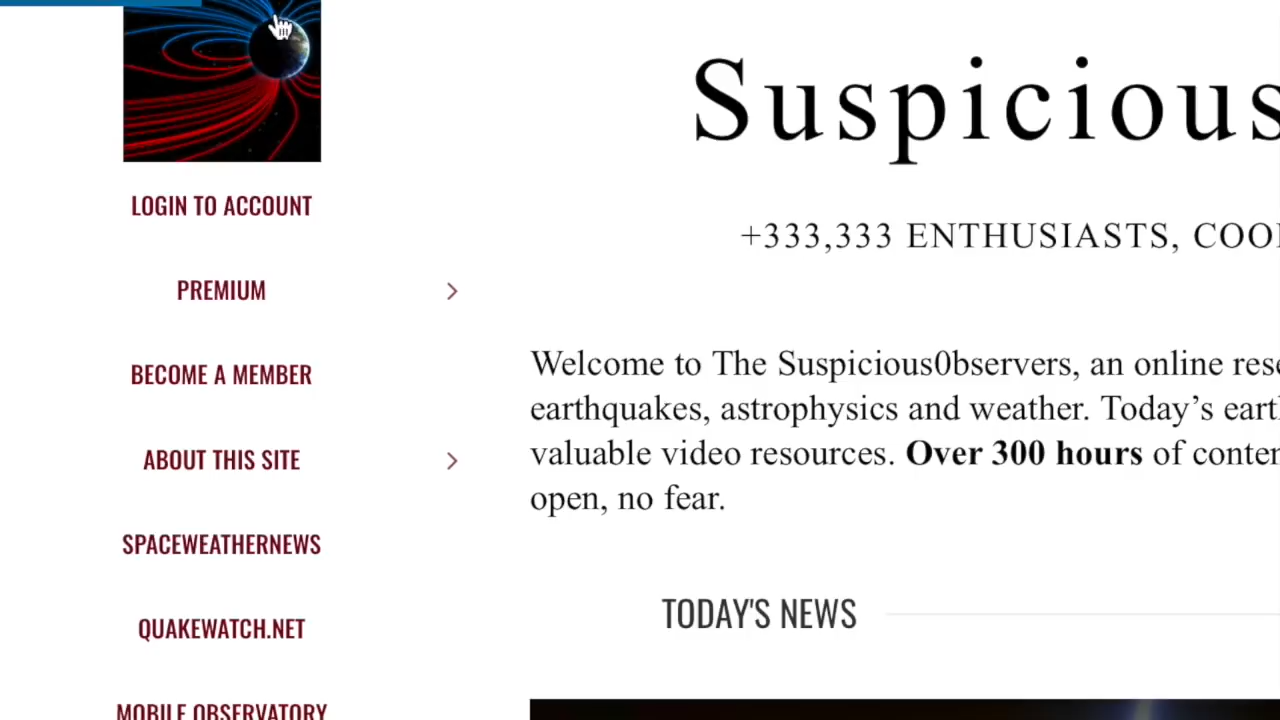 Suspicious
LOGIN TO ACCOUNT
+333,333 ENTHUSIASTS,
PREMIUM
Welcome to The Suspicious0bservers, an online
BECOME A MEMBER
earthquakes, astrophysics and weather. Today’s
valuable video resources. Over 300 hours of
ABOUT THIS SITE
open, no fear.
SPACEWEATHERNEWS
TODAY'S NEWS
QUAKEWATCH.NET
MOBILE OBSERVATORY